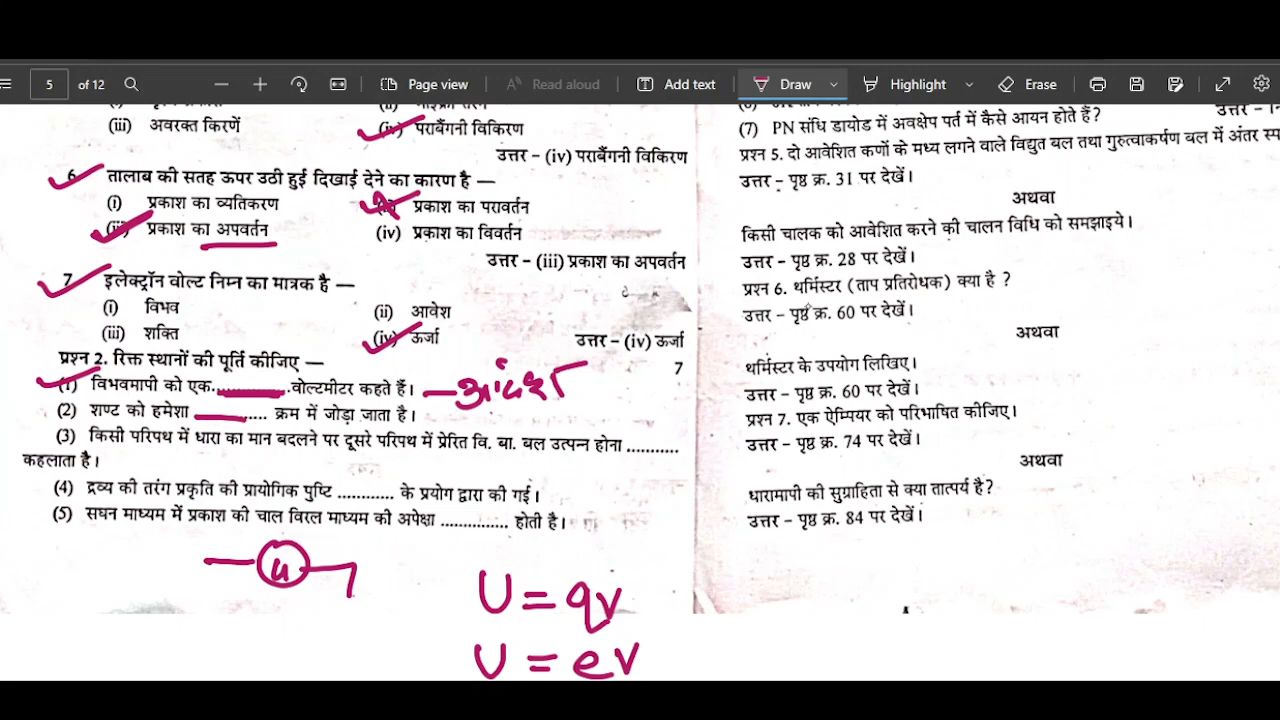 5 of 12 Page view Read aloud Add text Draw Highlight Erase
(iii) अवरक्त किरणें (iv) पराबैंगनी विकिरण
उत्तर – (iv) पराबैंगनी विकिरण
6 तालाब की सतह ऊपर उठी हुई दिखाई देने का कारण है —
(i) प्रकाश का व्यतिकरण प्रकाश का परावर्तन
(iii) प्रकाश का अपवर्तन (iv) प्रकाश का विवर्तन
उत्तर – (iii) प्रकाश का अपवर्तन
7 इलेक्ट्रॉन वोल्ट निम्न का मात्रक है —
(i) विभव (ii) आवेश
(iii) शक्ति (iv) ऊर्जा उत्तर – (iv) ऊर्जा
प्रश्न 2. रिक्त स्थानों की पूर्ति कीजिए — 7
(1) विभवमापी को एक.............वोल्टमीटर कहते हैं। – आदर्श
(2) शण्ट को हमेशा ............ क्रम में जोड़ा जाता है।
(3) किसी परिपथ में धारा का मान बदलने पर दूसरे परिपथ में प्रेरित वि. बा. बल उत्पन्न होना ...........
कहलाता है।
(4) द्रव्य की तरंग प्रकृति की प्रायोगिक पुष्टि ............ के प्रयोग द्वारा की गई।
(5) सघन माध्यम में प्रकाश की चाल विरल माध्यम की अपेक्षा ............... होती है।
U = qv
U = ev
(7) PN संधि डायोड में अवक्षेप पर्त में कैसे आयन होते हैं?
प्रश्न 5. दो आवेशित कणों के मध्य लगने वाले विद्युत बल तथा गुरुत्वाकर्षण बल में अंतर
उत्तर – पृष्ठ क्र. 31 पर देखें।
अथवा
किसी चालक को आवेशित करने की चालन विधि को समझाइये।
उत्तर – पृष्ठ क्र. 28 पर देखें।
प्रश्न 6. थर्मिस्टर (ताप प्रतिरोधक) क्या है ?
उत्तर – पृष्ठ क्र. 60 पर देखें।
अथवा
थर्मिस्टर के उपयोग लिखिए।
उत्तर – पृष्ठ क्र. 60 पर देखें।
प्रश्न 7. एक ऐम्पियर को परिभाषित कीजिए।
उत्तर – पृष्ठ क्र. 74 पर देखें।
अथवा
धारामापी की सुग्राहिता से क्या तात्पर्य है?
उत्तर – पृष्ठ क्र. 84 पर देखें।